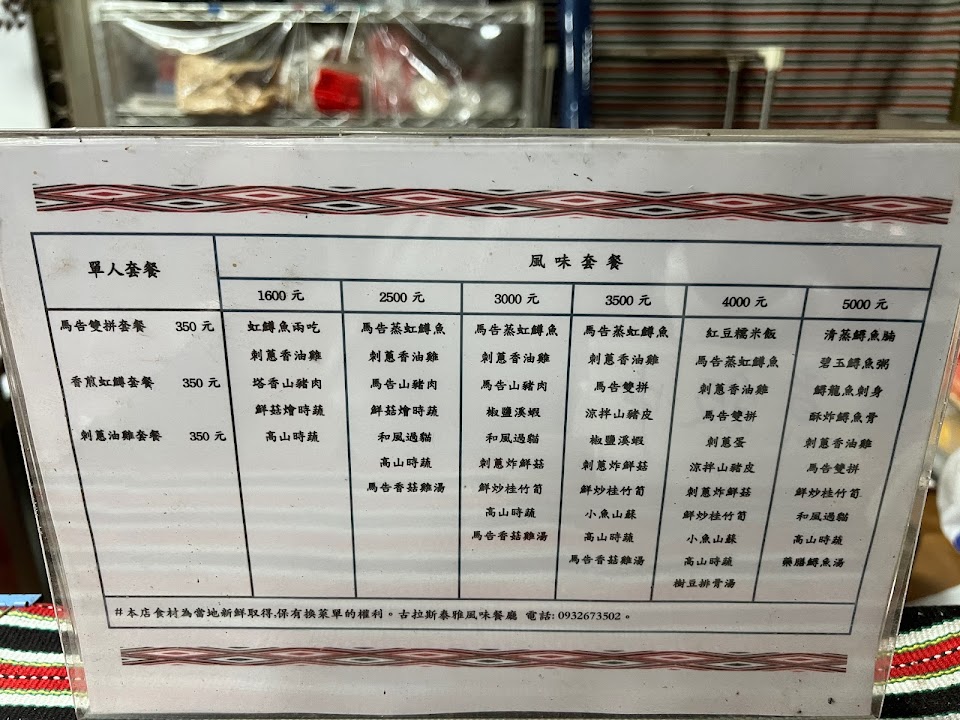 單人套餐
風味套餐
1600 元
2500 元
3000 元
3500 元
4000 元
5000 元
馬告雙拼套餐 350 元
香煎虹鱒套餐 350 元
刺蔥油雞套餐 350 元
虹鱒魚兩吃
刺蔥香油雞
塔香山豬肉
鮮菇燴時蔬
高山時蔬
馬告蒸虹鱒魚
刺蔥香油雞
馬告山豬肉
鮮菇燴時蔬
和風過貓
高山時蔬
馬告香菇雞湯
馬告蒸虹鱒魚
刺蔥香油雞
馬告山豬肉
椒鹽溪蝦
和風過貓
刺蔥炸鮮菇
鮮炒桂竹筍
高山時蔬
馬告香菇雞湯
馬告蒸虹鱒魚
刺蔥香油雞
馬告雙拼
涼拌山豬皮
椒鹽溪蝦
刺蔥炸鮮菇
鮮炒桂竹筍
小魚山蘇
高山時蔬
馬告香菇雞湯
紅豆糯米飯
馬告蒸虹鱒魚
刺蔥香油雞
馬告雙拼
刺蔥蛋
涼拌山豬皮
刺蔥炸鮮菇
鮮炒桂竹筍
小魚山蘇
高山時蔬
樹豆排骨湯
清蒸鱘魚腩
碧玉鱘魚粥
鱘龍魚刺身
酥炸鱘魚骨
刺蔥香油雞
馬告雙拼
鮮炒桂竹筍
和風過貓
高山時蔬
藥膳鱘魚湯
#本店食材為當地新鮮取得,保有換菜單的權利。古拉斯泰雅風味餐廳 電話: 0932673502。